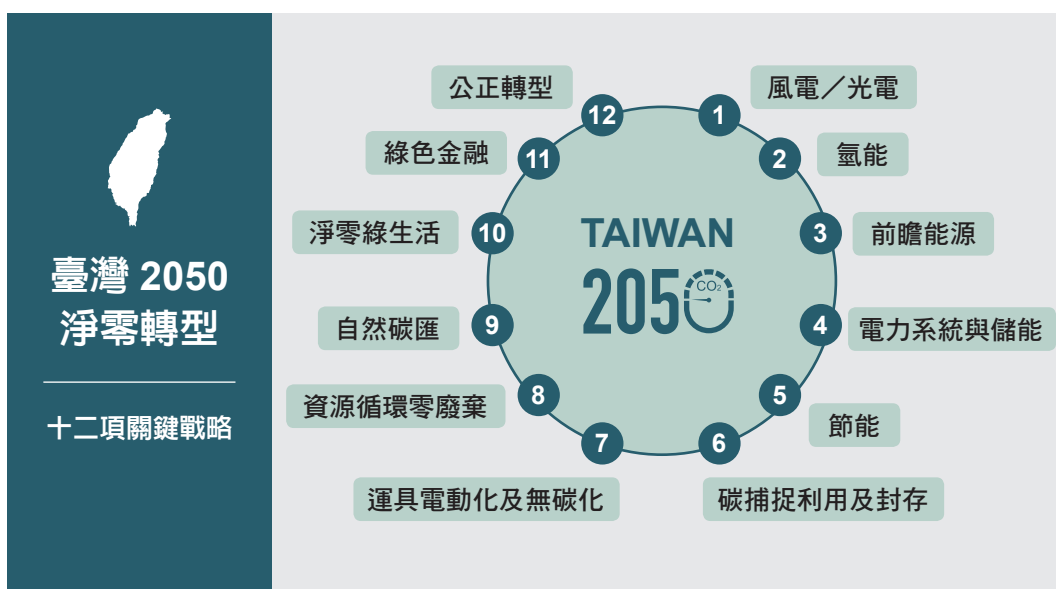 臺灣 2050
淨零轉型
十二項關鍵戰略
TAIWAN
2050
CO₂
1
風電／光電
2
氫能
3
前瞻能源
4
電力系統與儲能
5
節能
6
碳捕捉利用及封存
7
運具電動化及無碳化
8
資源循環零廢棄
9
自然碳匯
10
淨零綠生活
11
綠色金融
12
公正轉型